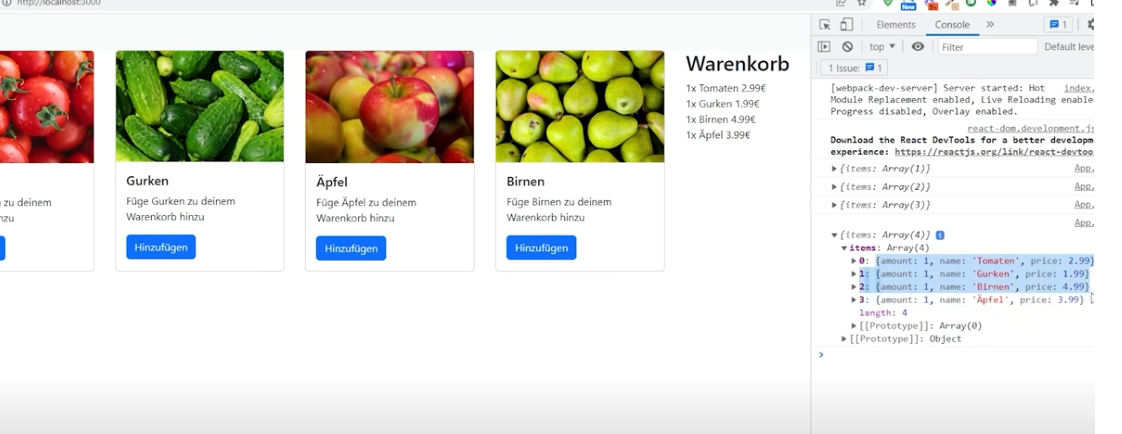 http://localhost:3000
zu deinem
nzu
Gurken
Füge Gurken zu deinem
Warenkorb hinzu
Hinzufügen
Äpfel
Füge Äpfel zu deinem
Warenkorb hinzu
Hinzufügen
Birnen
Füge Birnen zu deinem
Warenkorb hinzu
Hinzufügen
Warenkorb
1x Tomaten 2.99€
1x Gurken 1.99€
1x Birnen 4.99€
1x Äpfel 3.99€
New
Elements Console » 1
top ▼ Filter Default leve
1 Issue: 1
[webpack-dev-server] Server started: Hot index.
Module Replacement enabled, Live Reloading enable
Progress disabled, Overlay enabled.
react-dom.development.js
Download the React DevTools for a better developm
experience: https://reactjs.org/link/react-devtoo
▶ {items: Array(1)} App.
▶ {items: Array(2)} App.
▶ {items: Array(3)} App.
App.
▼ {items: Array(4)} i
▼ items: Array(4)
▶ 0: {amount: 1, name: 'Tomaten', price: 2.99}
▶ 1: {amount: 1, name: 'Gurken', price: 1.99}
▶ 2: {amount: 1, name: 'Birnen', price: 4.99}
▶ 3: {amount: 1, name: 'Äpfel', price: 3.99}
length: 4
▶ [[Prototype]]: Array(0)
▶ [[Prototype]]: Object
>